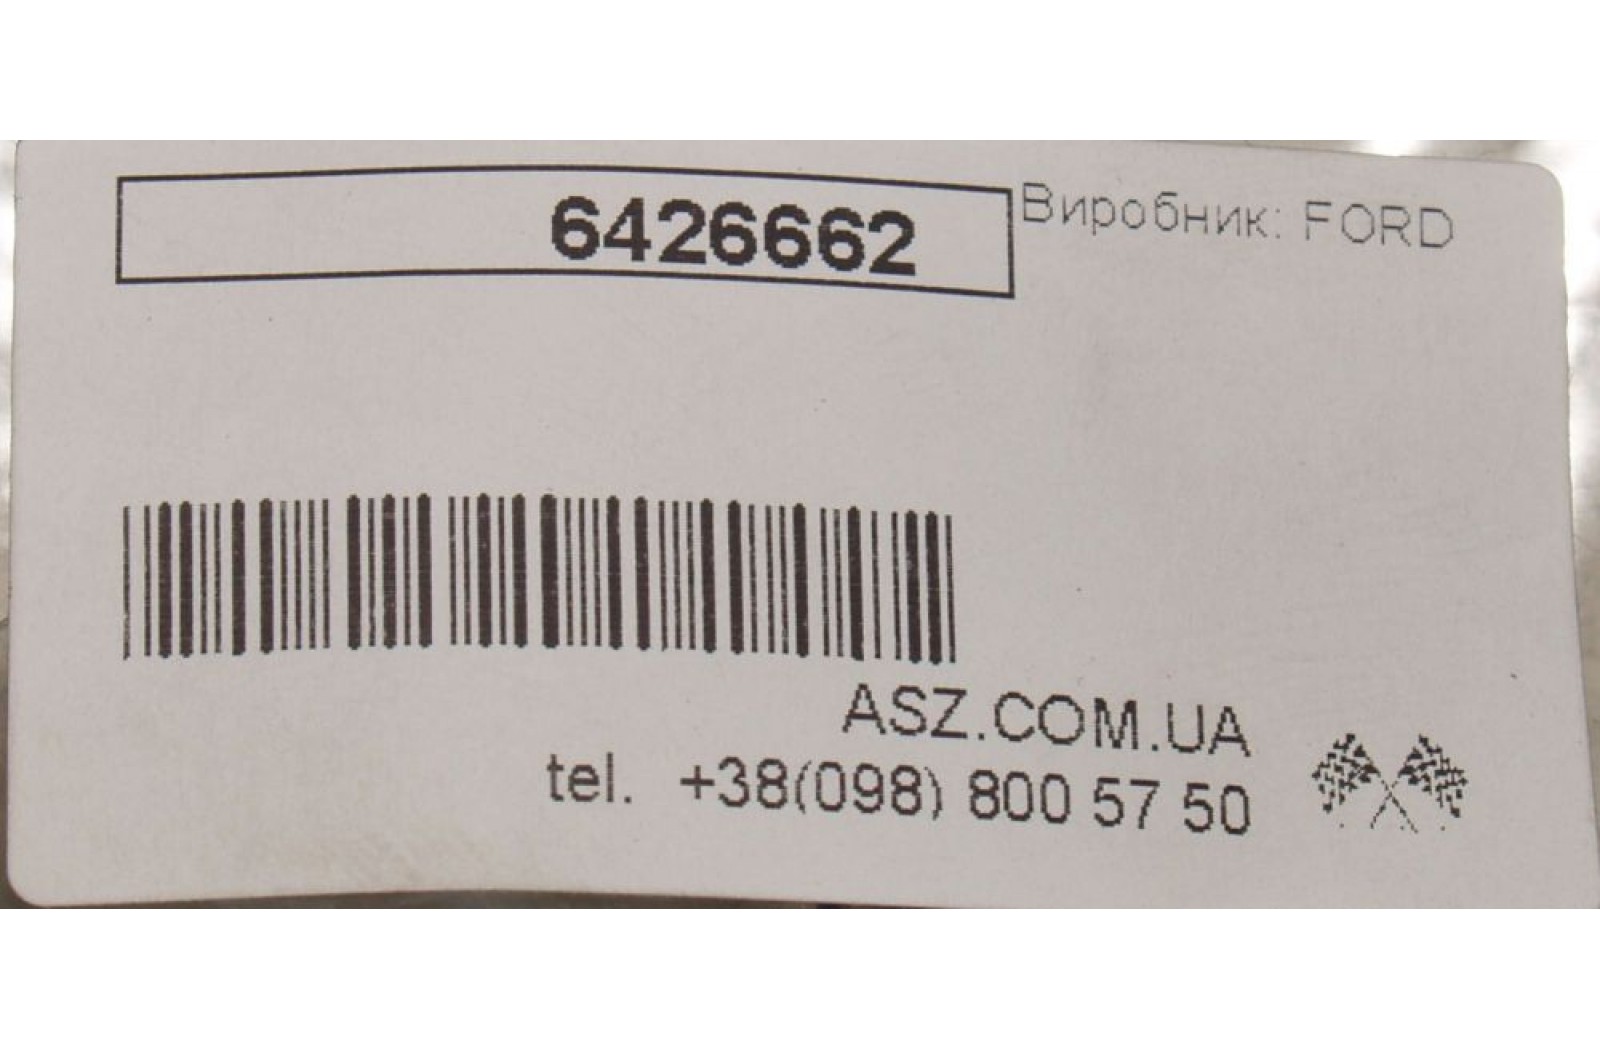 6426662
Виробник: FORD
ASZ.COM.UA
tel. +38(098) 800 57 50